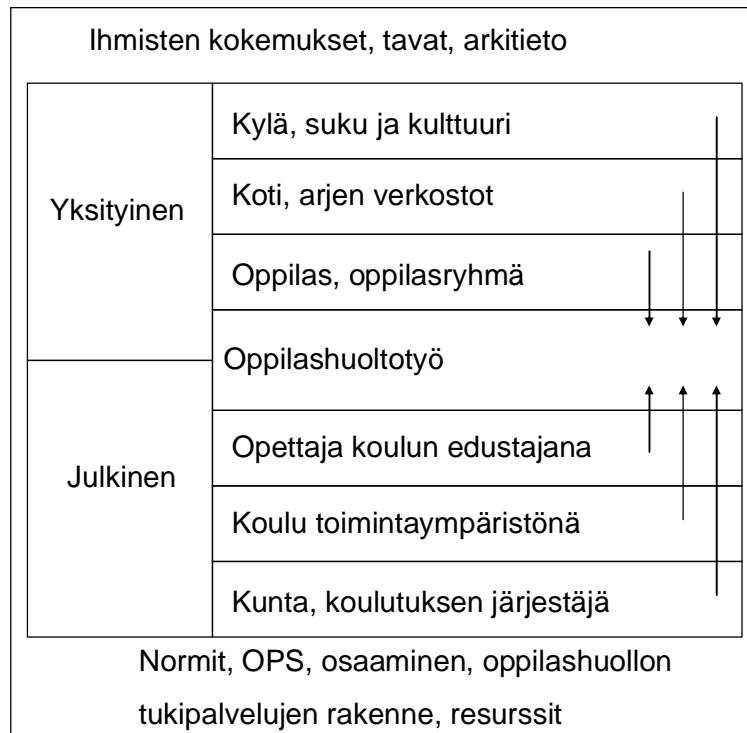 Ihmisten kokemukset, tavat, arkitieto
Yksityinen
Kylä, suku ja kulttuuri
Koti, arjen verkostot
Oppilas, oppilasryhmä
Oppilashuoltotyö
Julkinen
Opettaja koulun edustajana
Koulu toimintaympäristönä
Kunta, koulutuksen järjestäjä
Normit, OPS, osaaminen, oppilashuollon
tukipalvelujen rakenne, resurssit